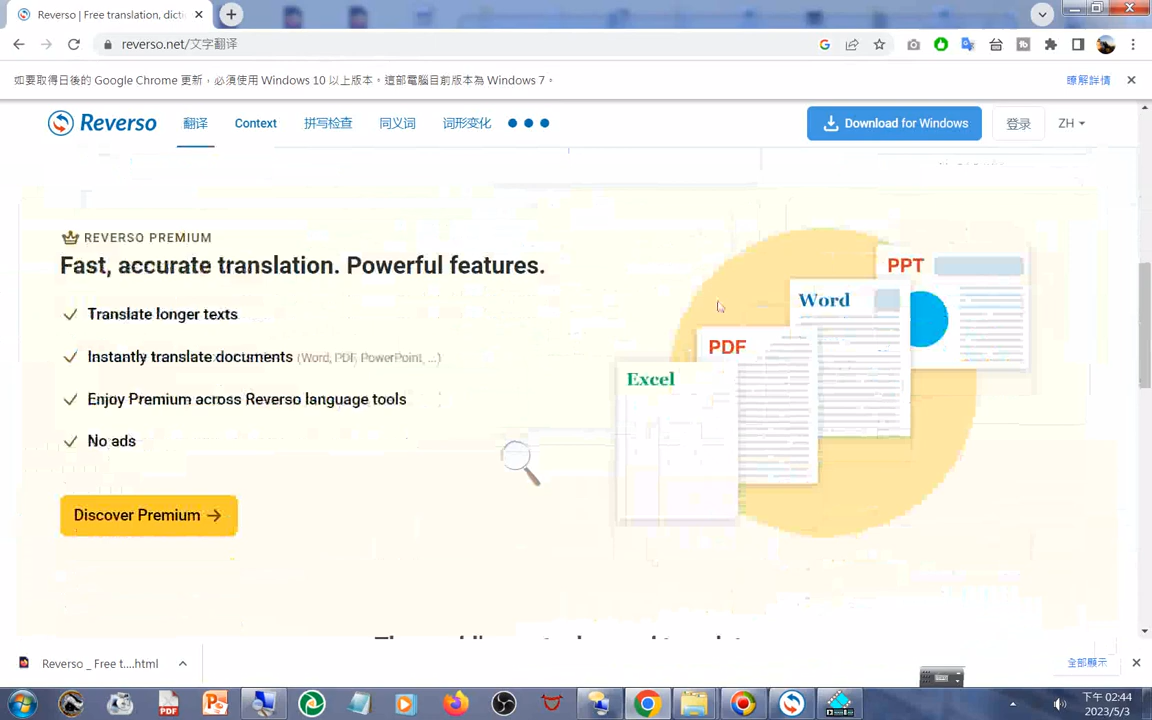 Reverso | Free translation, dict
reverso.net/文字翻译
如要取得日後的 Google Chrome 更新，必須使用 Windows 10 以上版本。這部電腦目前版本為 Windows 7。
瞭解詳情
Reverso 翻译 Context 拼写检查 同义词 词形变化
Download for Windows 登录 ZH
REVERSO PREMIUM
Fast, accurate translation. Powerful features.
Translate longer texts
Instantly translate documents (Word, PDF, PowerPoint, ...)
Enjoy Premium across Reverso language tools
No ads
Discover Premium
PPT
Word
PDF
Excel
Reverso _ Free t....html
全部顯示
PDF
下午 02:44
2023/5/3